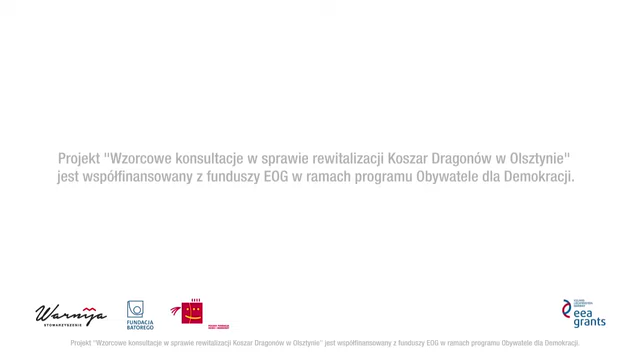 Projekt "Wzorcowe konsultacje w sprawie rewitalizacji Koszar Dragonów w Olsztynie"
jest współfinansowany z funduszy EOG w ramach programu Obywatele dla Demokracji.
Warnija
STOWARZYSZENIE
FUNDACJA
BATOREGO
eea
grants
Projekt "Wzorcowe konsultacje w sprawie rewitalizacji Koszar Dragonów w Olsztynie" jest współfinansowany z funduszy EOG w ramach programu Obywatele dla Demokracji.